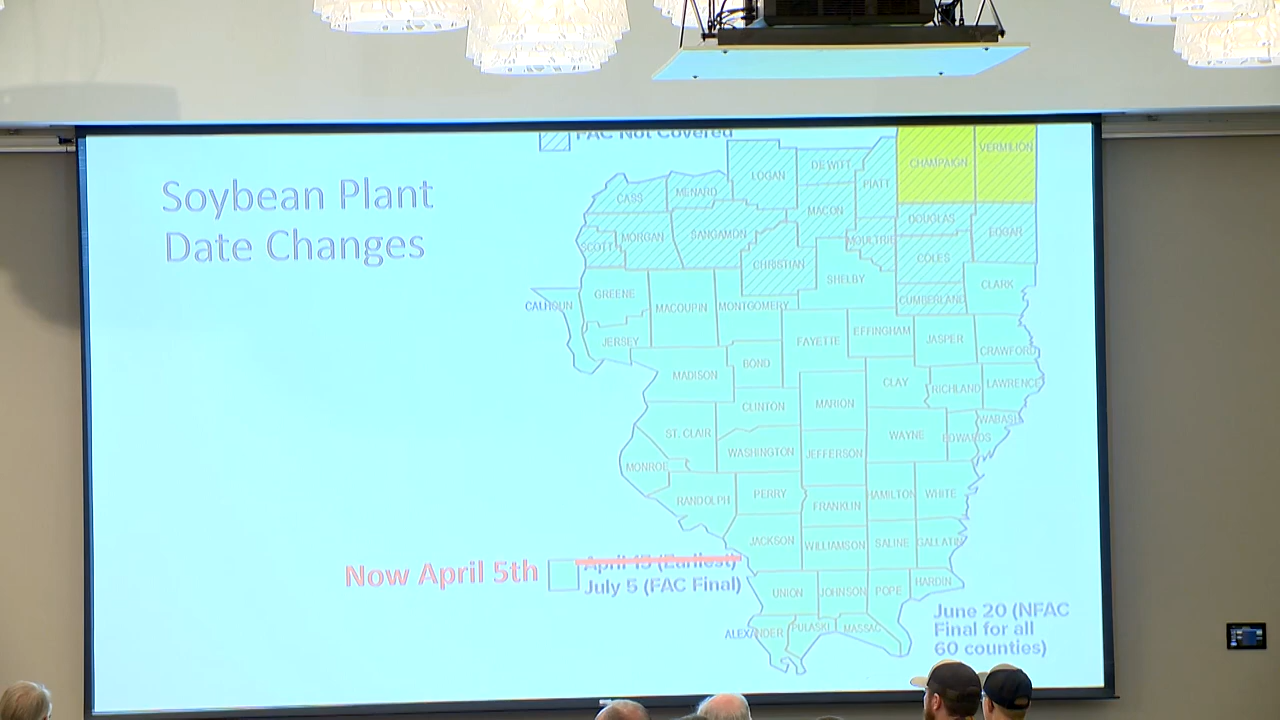 FAC Not Covered
Soybean Plant
Date Changes
LOGAN
DEWITT
PIATT
CHAMPAIGN
VERMILION
CASS
MENARD
MACON
DOUGLAS
EDGAR
SCOTT
MORGAN
SANGAMON
CHRISTIAN
MOULTRIE
COLES
SHELBY
CLARK
CUMBERLAND
CALHOUN
GREENE
MACOUPIN
MONTGOMERY
JERSEY
FAYETTE
EFFINGHAM
JASPER
CRAWFORD
BOND
MADISON
CLAY
RICHLAND
LAWRENCE
CLINTON
MARION
WABASH
ST. CLAIR
WAYNE
EDWARDS
WASHINGTON
JEFFERSON
MONROE
RANDOLPH
PERRY
FRANKLIN
HAMILTON
WHITE
JACKSON
WILLIAMSON
SALINE
GALLATIN
Now April 5th
April 15 (Earliest)
July 5 (FAC Final)
UNION
JOHNSON
POPE
HARDIN
ALEXANDER
PULASKI
MASSAC
June 20 (NFAC
Final for all
60 counties)